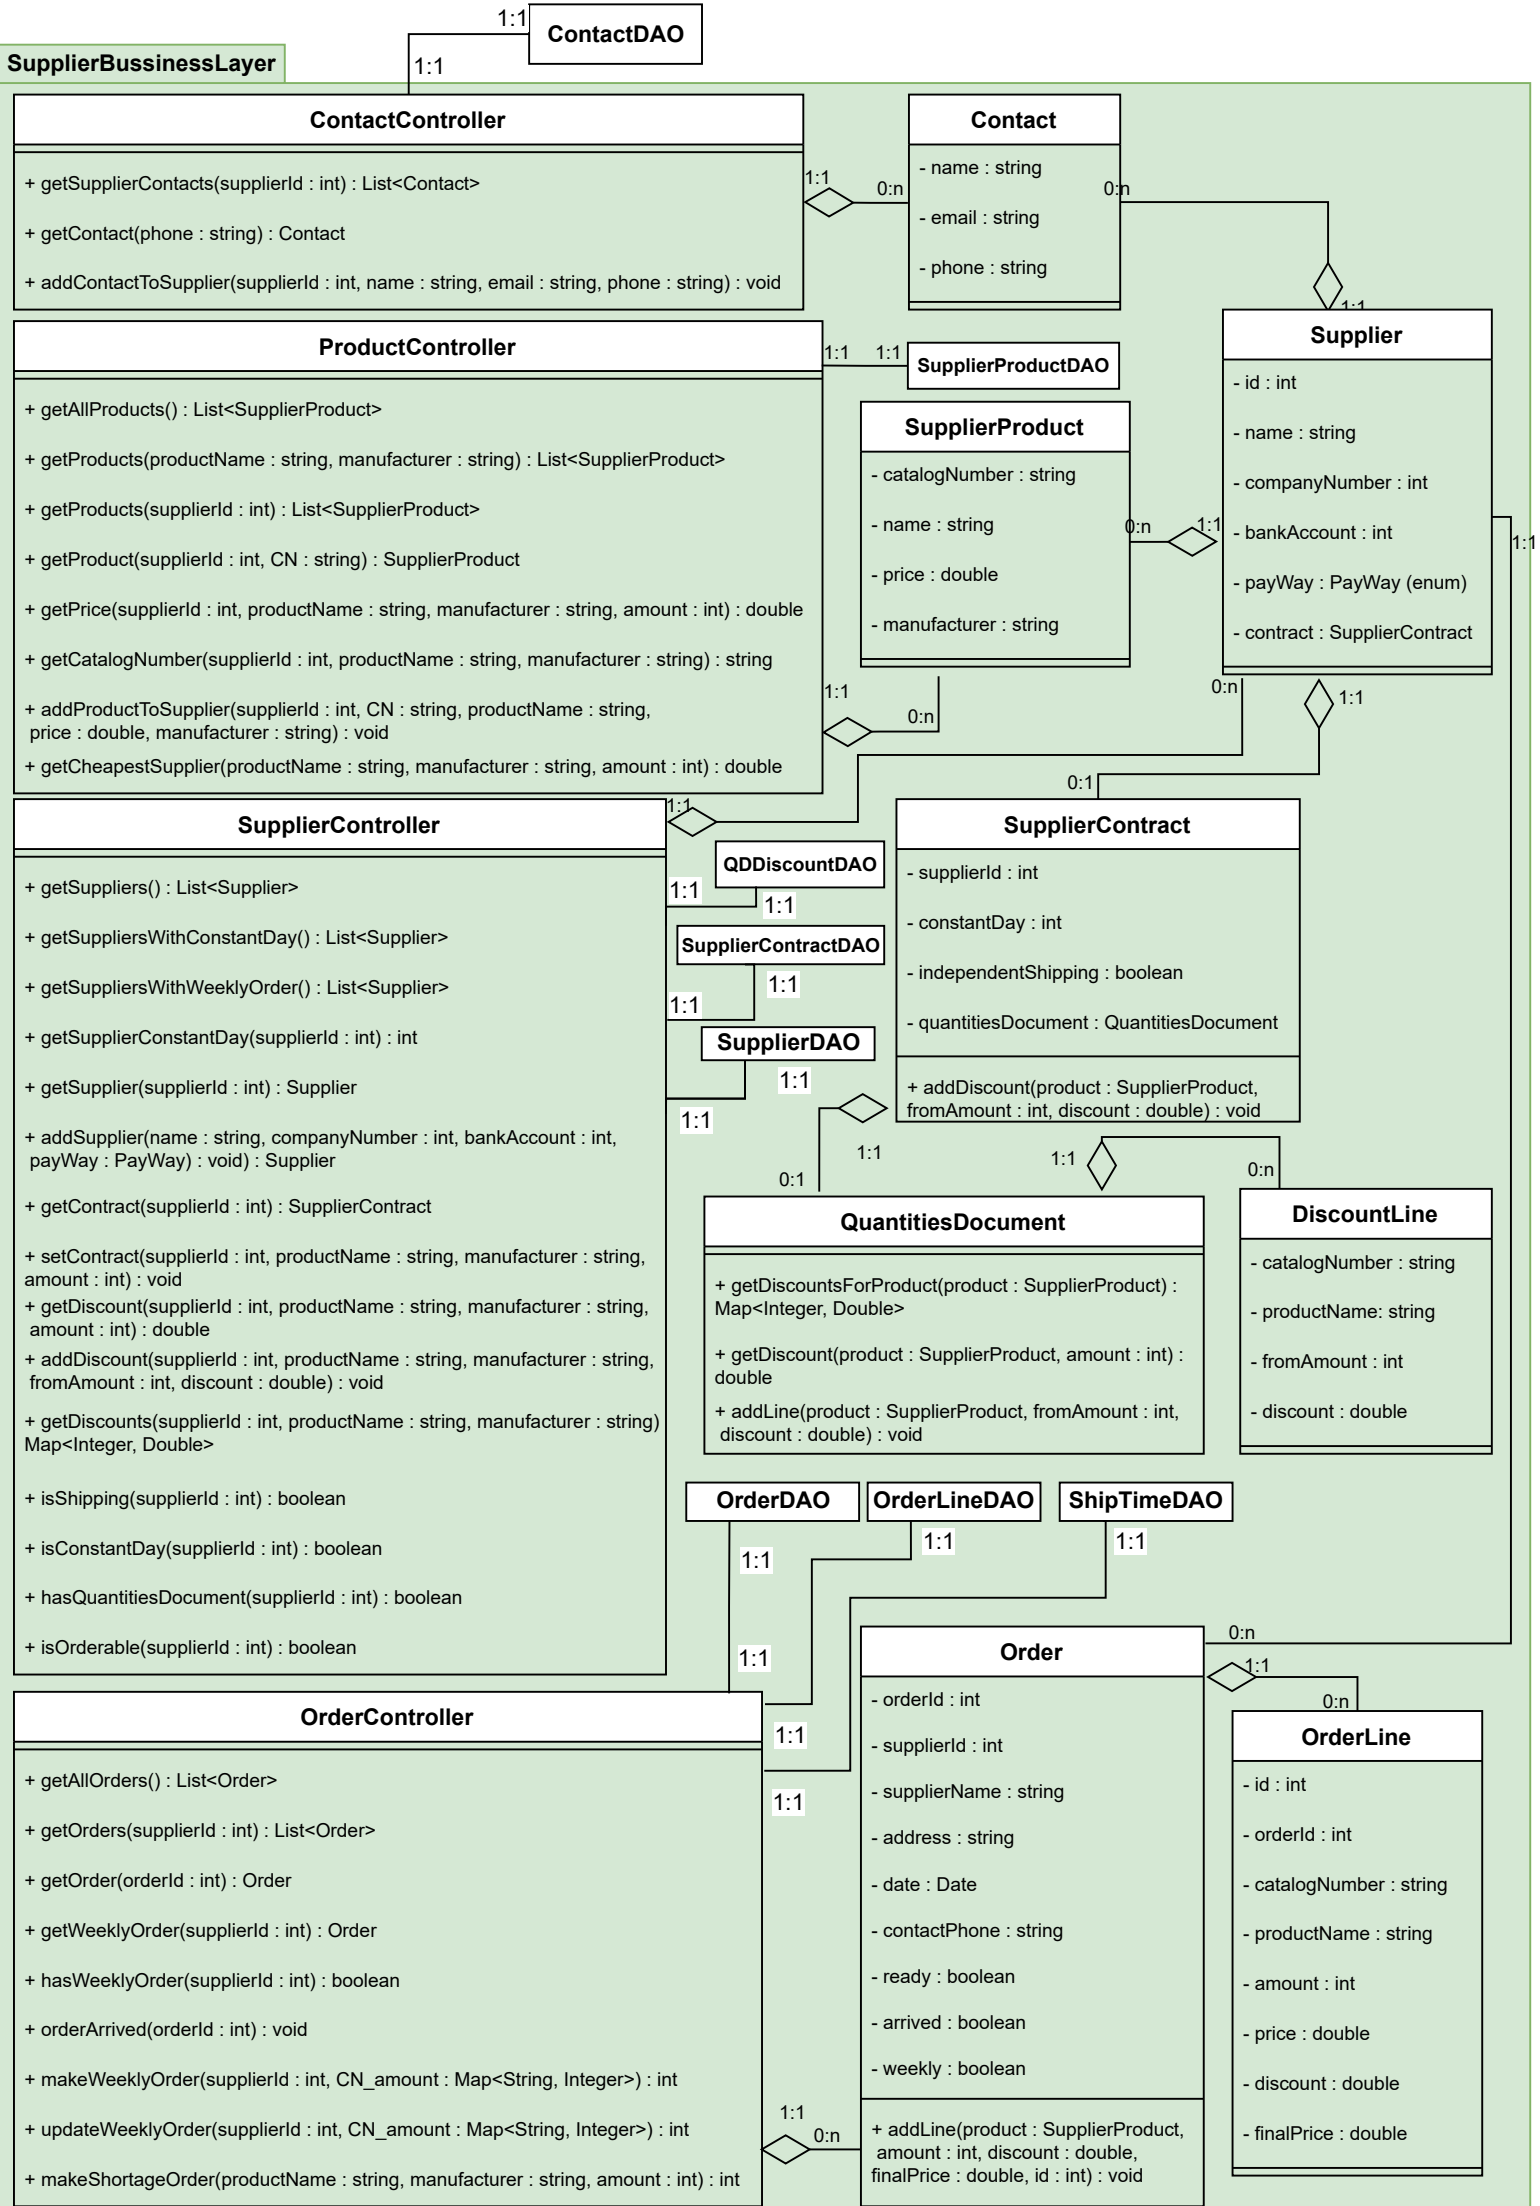 1:1
ContactDAO
1:1
SupplierBussinessLayer
ContactController
+ getSupplierContacts(supplierId : int) : List<Contact>
+ getContact(phone : string) : Contact
+ addContactToSupplier(supplierId : int, name : string, email : string, phone : string) : void
1:1
0:n
Contact
- name : string
- email : string
- phone : string
0:n
1:1
ProductController
+ getAllProducts() : List<SupplierProduct>
+ getProducts(productName : string, manufacturer : string) : List<SupplierProduct>
+ getProducts(supplierId : int) : List<SupplierProduct>
+ getProduct(supplierId : int, CN : string) : SupplierProduct
+ getPrice(supplierId : int, productName : string, manufacturer : string, amount : int) : double
+ getCatalogNumber(supplierId : int, productName : string, manufacturer : string) : string
+ addProductToSupplier(supplierId : int, CN : string, productName : string,
price : double, manufacturer : string) : void
+ getCheapestSupplier(productName : string, manufacturer : string, amount : int) : double
1:1
1:1
SupplierProductDAO
SupplierProduct
- catalogNumber : string
- name : string
- price : double
- manufacturer : string
0:n
1:1
1:1
0:n
Supplier
- id : int
- name : string
- companyNumber : int
- bankAccount : int
- payWay : PayWay (enum)
- contract : SupplierContract
1:1
0:n
1:1
0:1
SupplierController
+ getSuppliers() : List<Supplier>
+ getSuppliersWithConstantDay() : List<Supplier>
+ getSuppliersWithWeeklyOrder() : List<Supplier>
+ getSupplierConstantDay(supplierId : int) : int
+ getSupplier(supplierId : int) : Supplier
+ addSupplier(name : string, companyNumber : int, bankAccount : int,
payWay : PayWay) : void) : Supplier
+ getContract(supplierId : int) : SupplierContract
+ setContract(supplierId : int, productName : string, manufacturer : string,
amount : int) : void
+ getDiscount(supplierId : int, productName : string, manufacturer : string,
amount : int) : double
+ addDiscount(supplierId : int, productName : string, manufacturer : string,
fromAmount : int, discount : double) : void
+ getDiscounts(supplierId : int, productName : string, manufacturer : string)
Map<Integer, Double>
+ isShipping(supplierId : int) : boolean
+ isConstantDay(supplierId : int) : boolean
+ hasQuantitiesDocument(supplierId : int) : boolean
+ isOrderable(supplierId : int) : boolean
1:1
QDDiscountDAO
1:1
1:1
SupplierContractDAO
1:1
1:1
SupplierDAO
1:1
1:1
SupplierContract
- supplierId : int
- constantDay : int
- independentShipping : boolean
- quantitiesDocument : QuantitiesDocument
+ addDiscount(product : SupplierProduct,
fromAmount : int, discount : double) : void
1:1
0:1
1:1
0:n
QuantitiesDocument
+ getDiscountsForProduct(product : SupplierProduct) :
Map<Integer, Double>
+ getDiscount(product : SupplierProduct, amount : int) :
double
+ addLine(product : SupplierProduct, fromAmount : int,
discount : double) : void
DiscountLine
- catalogNumber : string
- productName: string
- fromAmount : int
- discount : double
OrderDAO
OrderLineDAO
ShipTimeDAO
1:1
1:1
1:1
1:1
1:1
1:1
OrderController
+ getAllOrders() : List<Order>
+ getOrders(supplierId : int) : List<Order>
+ getOrder(orderId : int) : Order
+ getWeeklyOrder(supplierId : int) : Order
+ hasWeeklyOrder(supplierId : int) : boolean
+ orderArrived(orderId : int) : void
+ makeWeeklyOrder(supplierId : int, CN_amount : Map<String, Integer>) : int
+ updateWeeklyOrder(supplierId : int, CN_amount : Map<String, Integer>) : int
+ makeShortageOrder(productName : string, manufacturer : string, amount : int) : int
1:1
0:n
Order
- orderId : int
- supplierId : int
- supplierName : string
- address : string
- date : Date
- contactPhone : string
- ready : boolean
- arrived : boolean
- weekly : boolean
+ addLine(product : SupplierProduct,
amount : int, discount : double,
finalPrice : double, id : int) : void
0:n
1:1
0:n
OrderLine
- id : int
- orderId : int
- catalogNumber : string
- productName : string
- amount : int
- price : double
- discount : double
- finalPrice : double